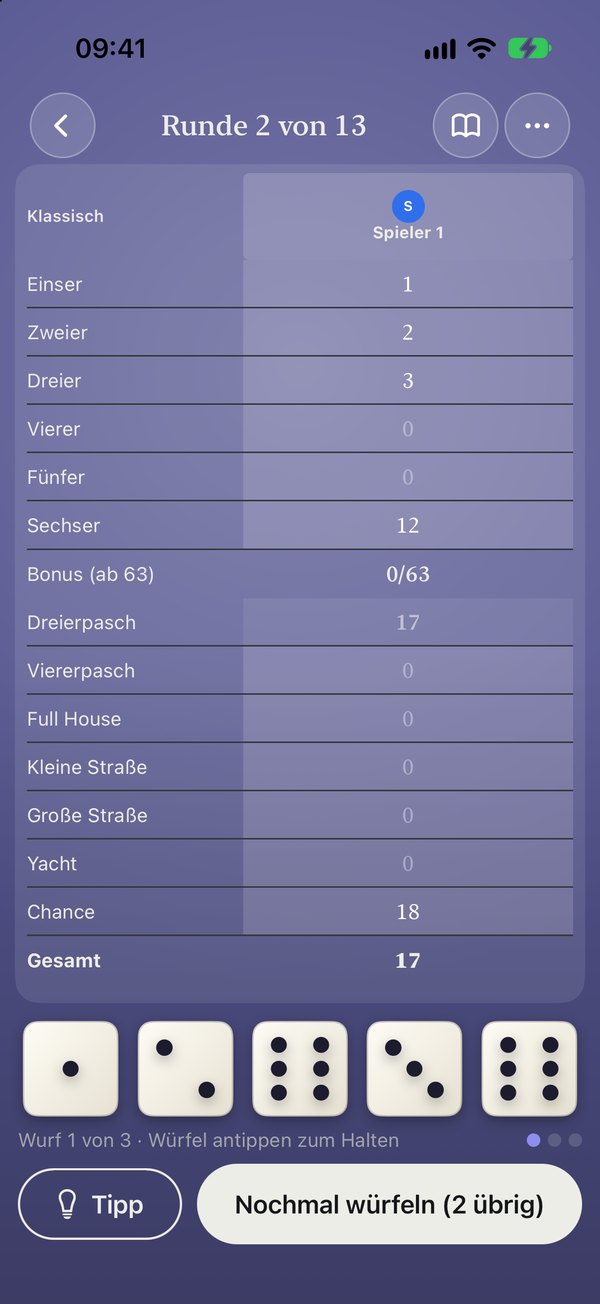 09:41
Runde 2 von 13
Klassisch
S
Spieler 1
Einser 1
Zweier 2
Dreier 3
Vierer 0
Fünfer 0
Sechser 12
Bonus (ab 63) 0/63
Dreierpasch 17
Viererpasch 0
Full House 0
Kleine Straße 0
Große Straße 0
Yacht 0
Chance 18
Gesamt 17
Wurf 1 von 3 · Würfel antippen zum Halten
Tipp
Nochmal würfeln (2 übrig)